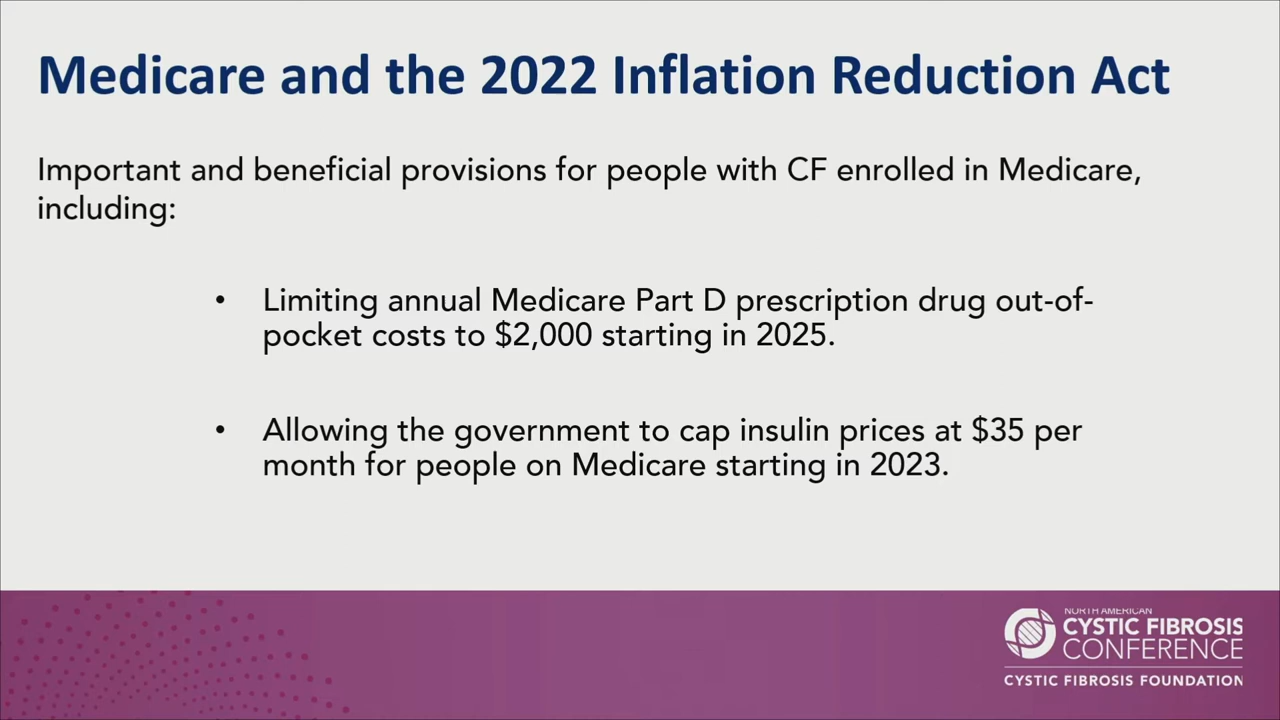 Medicare and the 2022 Inflation Reduction Act
Important and beneficial provisions for people with CF enrolled in Medicare,
including:
• Limiting annual Medicare Part D prescription drug out-of-
pocket costs to $2,000 starting in 2025.
• Allowing the government to cap insulin prices at $35 per
month for people on Medicare starting in 2023.
NORTH AMERICAN
CYSTIC FIBROSIS
CONFERENCE
CYSTIC FIBROSIS FOUNDATION